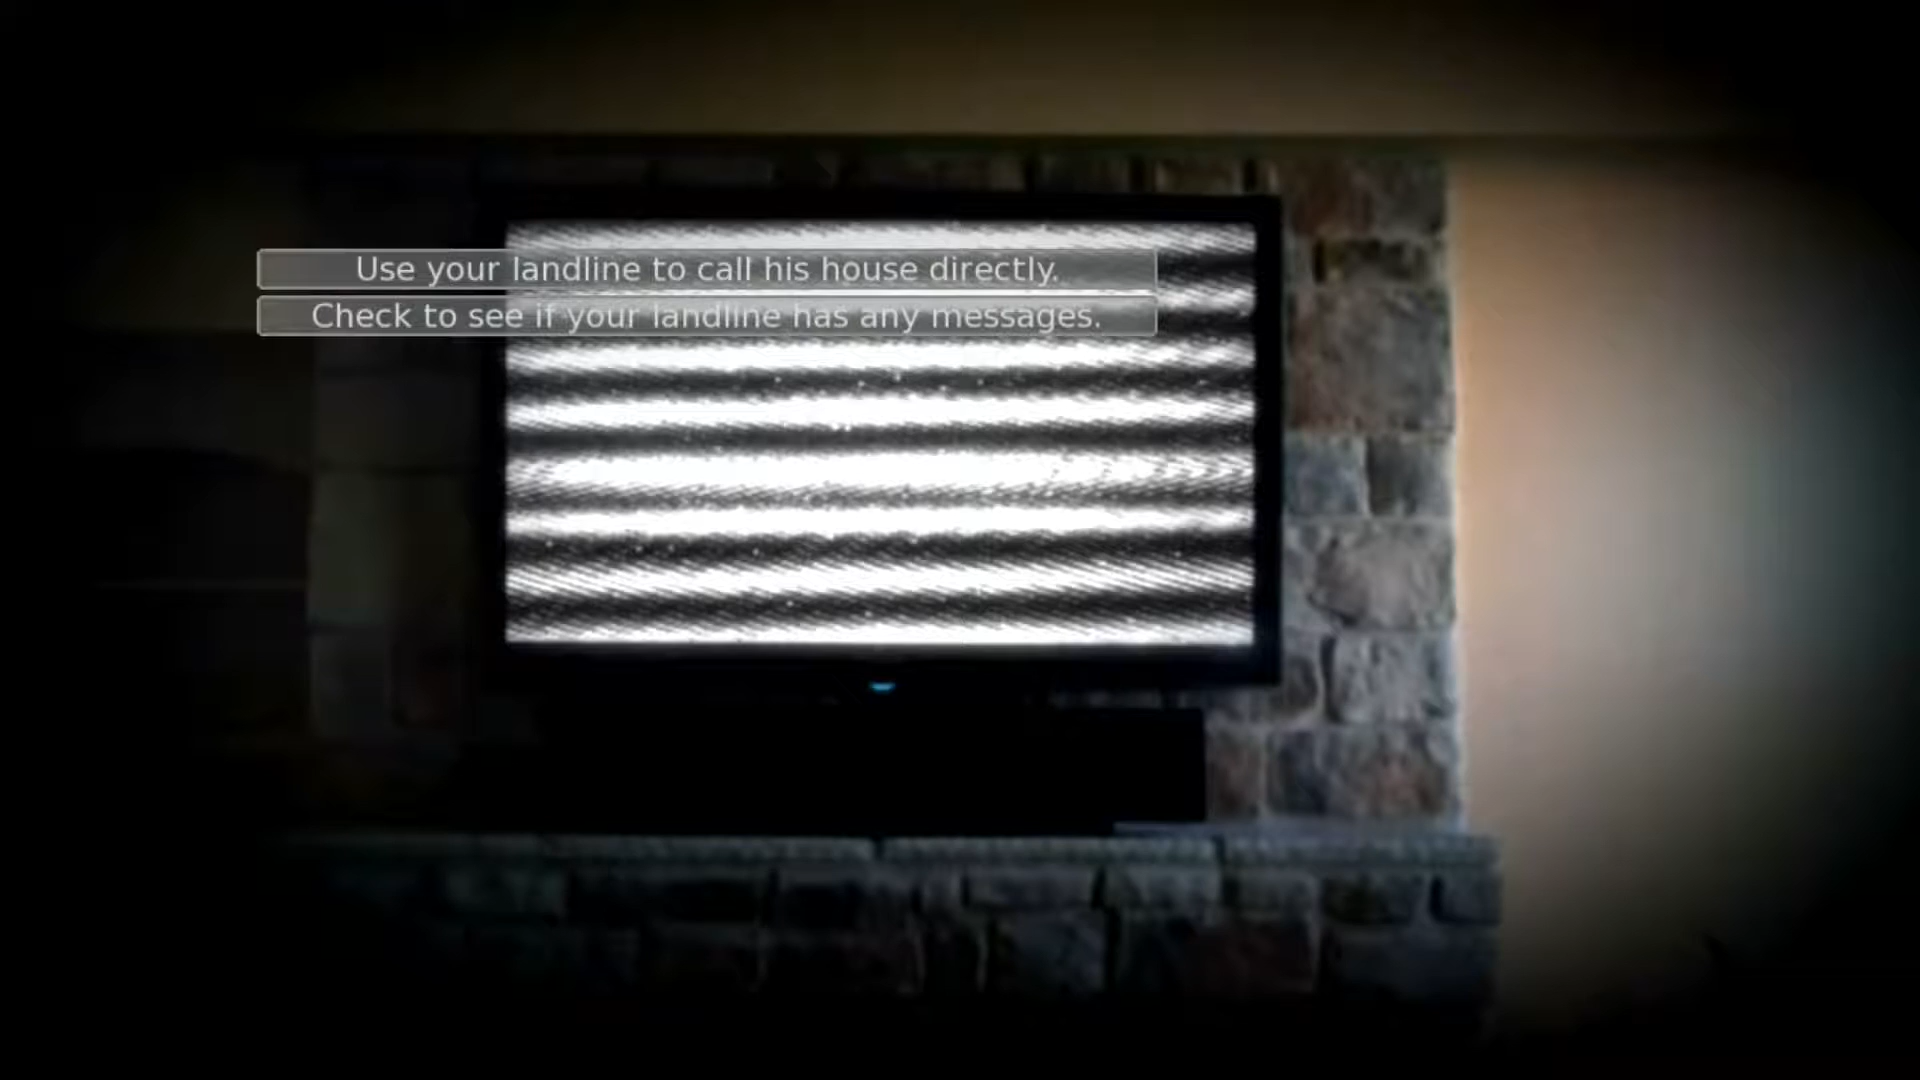 Use your landline to call his house directly.
Check to see if your landline has any messages.